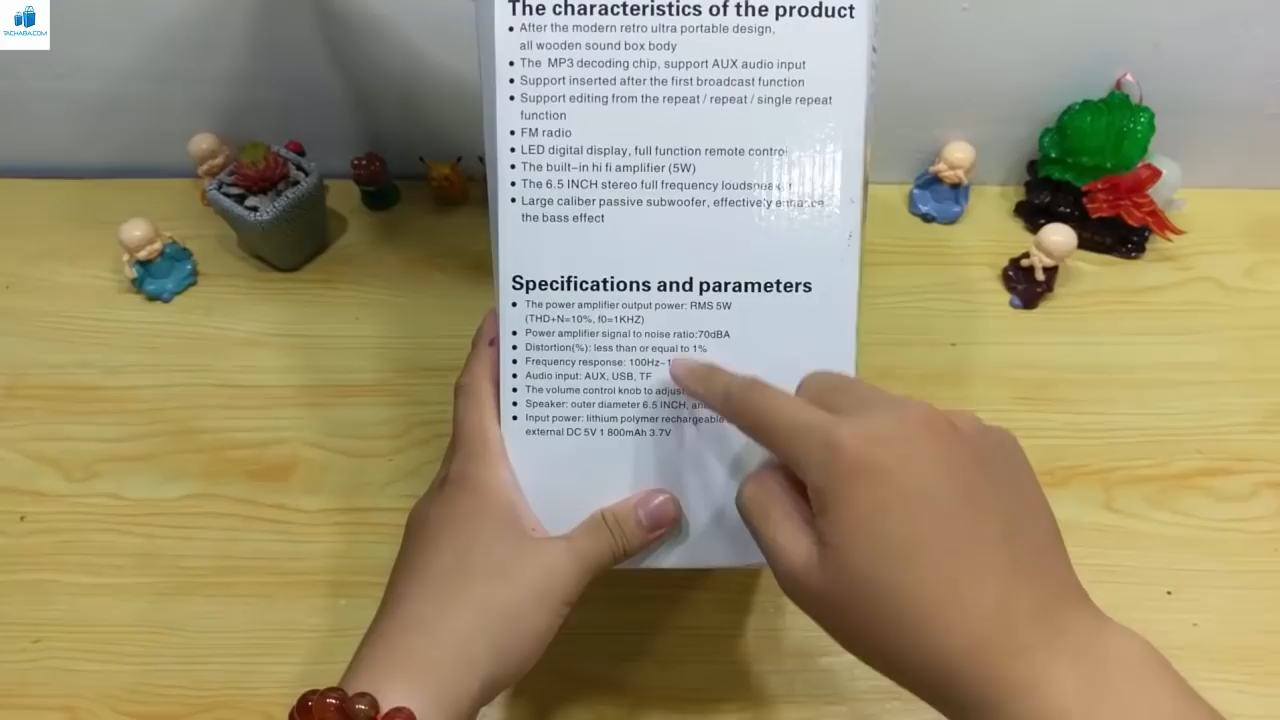 TACHABA.COM
The characteristics of the product
• After the modern retro ultra portable design,
all wooden sound box body
• The MP3 decoding chip, support AUX audio input
• Support inserted after the first broadcast function
• Support editing from the repeat / repeat / single repeat
function
• FM radio
• LED digital display, full function remote control
• The built-in hi fi amplifier (5W)
• The 6.5 INCH stereo full frequency loudspeaker
• Large caliber passive subwoofer, effectively enhance
the bass effect
Specifications and parameters
• The power amplifier output power: RMS 5W
(THD+N=10%, f0=1KHZ)
• Power amplifier signal to noise ratio:70dBA
• Distortion(%): less than or equal to 1%
• Frequency response: 100Hz~
• Audio input: AUX, USB, TF
• The volume control knob to
• Speaker: outer diameter 6.5 INCH,
• Input power: lithium polymer rechargeable
external DC 5V 1 800mAh 3.7V